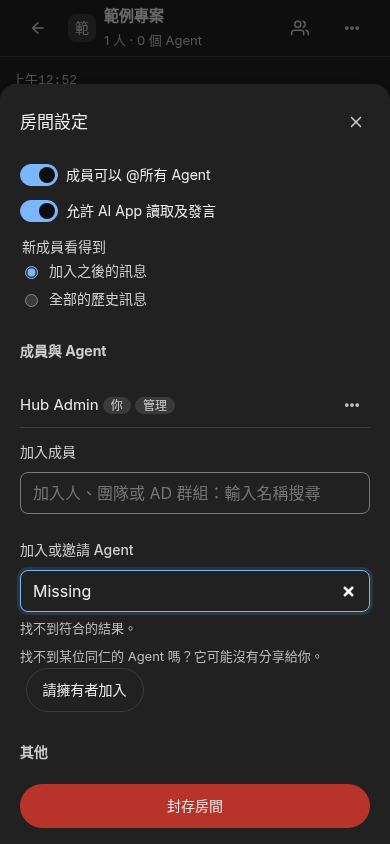 範
範例專案
1 人 · 0 個 Agent
上午12:52
房間設定
成員可以 @所有 Agent
允許 AI App 讀取及發言
新成員看得到
加入之後的訊息
全部的歷史訊息
成員與 Agent
Hub Admin 你 管理
加入成員
加入人、團隊或 AD 群組：輸入名稱搜尋
加入或邀請 Agent
Missing
找不到符合的結果。
找不到某位同仁的 Agent 嗎？它可能沒有分享給你。
請擁有者加入
其他
封存房間